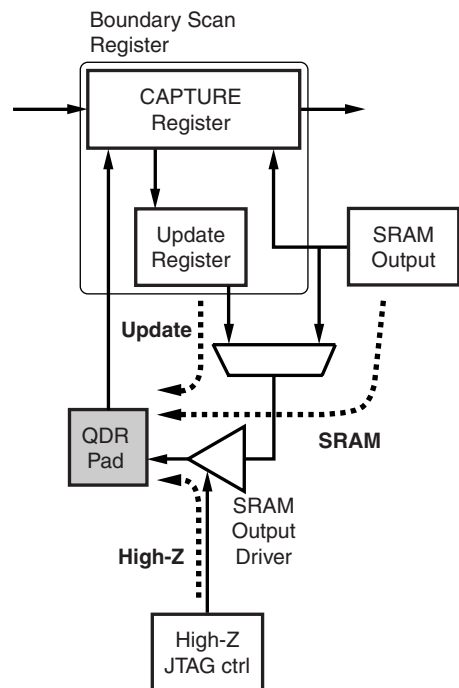 Boundary Scan
Register
CAPTURE
Register
Update
Register
SRAM
Output
Update
SRAM
QDR
Pad
SRAM
Output
Driver
High-Z
High-Z
JTAG ctrl